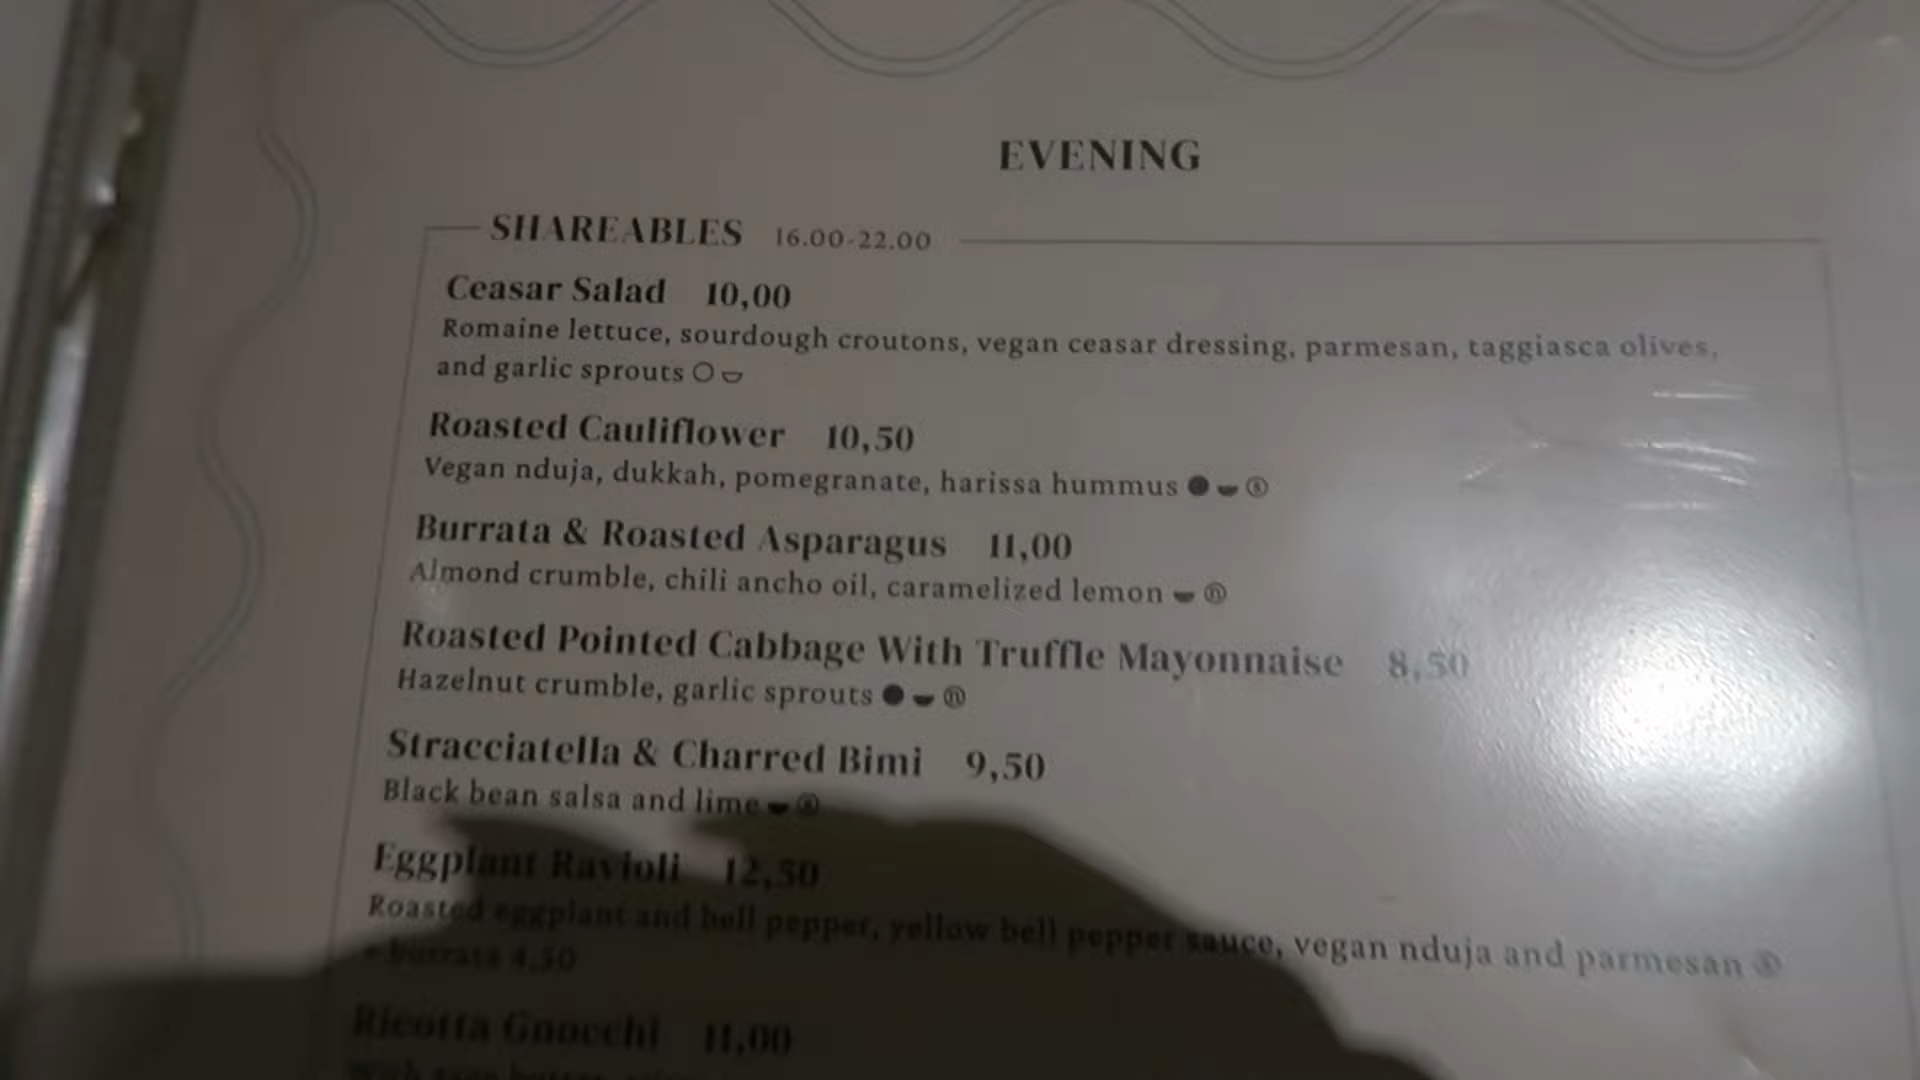 EVENING
SHAREABLES 16.00-22.00
Ceasar Salad 10,00
Romaine lettuce, sourdough croutons, vegan ceasar dressing, parmesan, taggiasca olives,
and garlic sprouts
Roasted Cauliflower 10,50
Vegan nduja, dukkah, pomegranate, harissa hummus Ⓢ
Burrata & Roasted Asparagus 11,00
Almond crumble, chili ancho oil, caramelized lemon ⓝ
Roasted Pointed Cabbage With Truffle Mayonnaise 8,50
Hazelnut crumble, garlic sprouts ⓝ
Stracciatella & Charred Bimi 9,50
Black bean salsa and lime
Eggplant Ravioli 12,50
Roasted eggplant and bell pepper, yellow bell pepper sauce, vegan nduja and parmesan
+ burrata 4,50
Ricotta Gnocchi 11,00
With